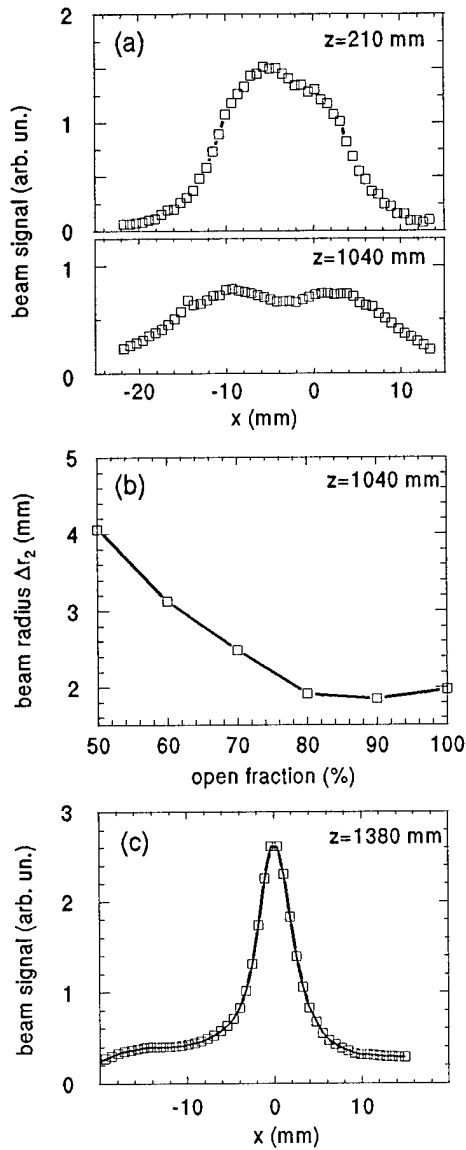 2
(a)
z=210 mm
1
0
beam signal (arb. un.)
1
z=1040 mm
0
-20 -10 0 10
x (mm)
5
(b)
z=1040 mm
4
3
2
beam radius Δr₂ (mm)
50 60 70 80 90 100
open fraction (%)
3
(c)
z=1380 mm
2
1
0
beam signal (arb. un.)
-10 0 10
x (mm)